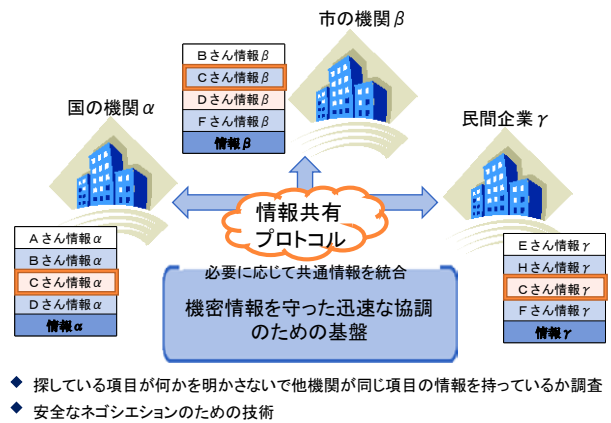 市の機関β
Bさん情報β
Cさん情報β
Dさん情報β
Fさん情報β
情報β
国の機関α
民間企業γ
情報共有
プロトコル
Aさん情報α
Bさん情報α
Cさん情報α
Dさん情報α
情報α
Eさん情報γ
Hさん情報γ
Cさん情報γ
Fさん情報γ
情報γ
必要に応じて共通情報を統合
機密情報を守った迅速な協調
のための基盤
◆ 探している項目が何かを明かさないで他機関が同じ項目の情報を持っているか調査
◆ 安全なネゴシエションのための技術